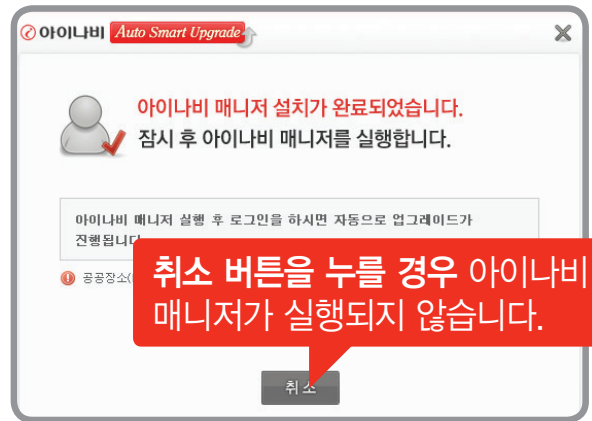 아이나비 Auto Smart Upgrade
아이나비 매니저 설치가 완료되었습니다.
잠시 후 아이나비 매니저를 실행합니다.
아이나비 매니저 실행 후 로그인을 하시면 자동으로 업그레이드가
진행됩니다
공공장소(
취소 버튼을 누를 경우 아이나비
매니저가 실행되지 않습니다.
취소